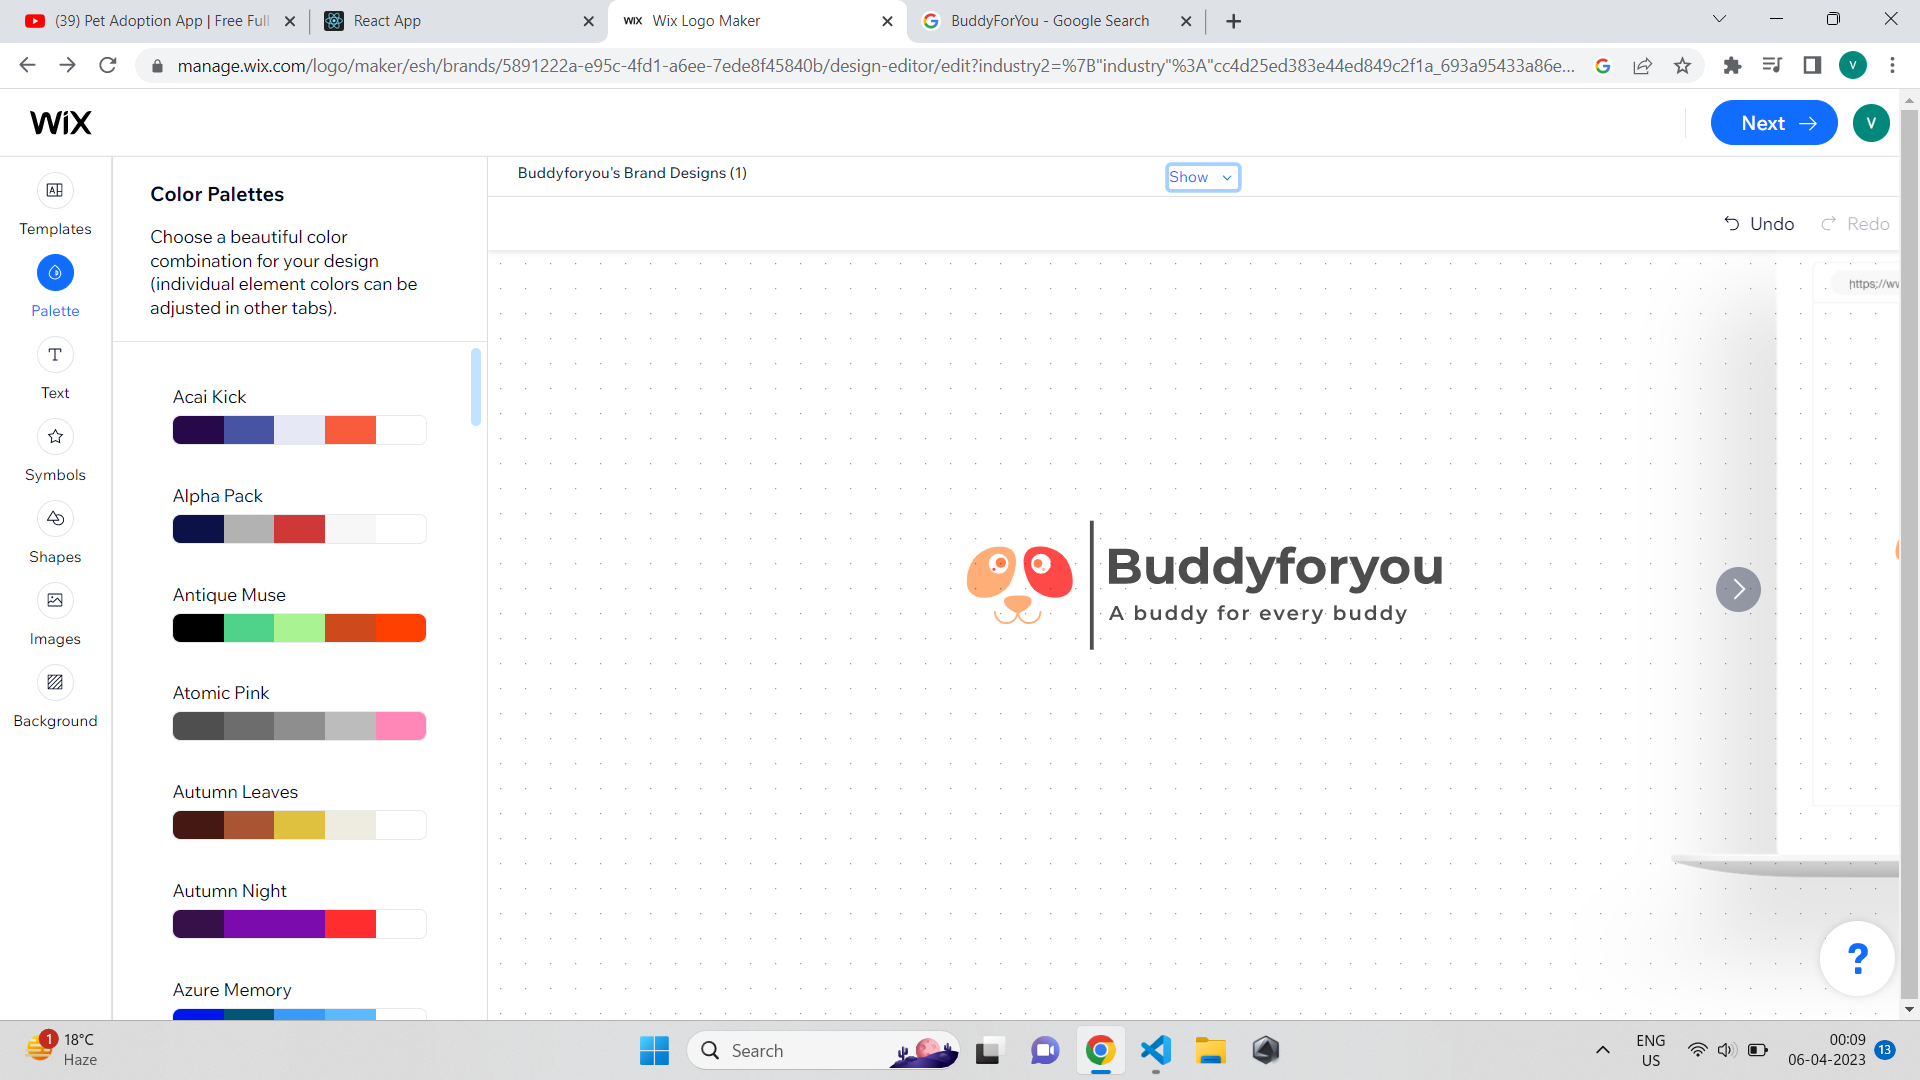 (39) Pet Adoption App | Free Full
React App
WIX Wix Logo Maker
BuddyForYou - Google Search
manage.wix.com/logo/maker/esh/brands/5891222a-e95c-4fd1-a6ee-7ede8f45840b/design-editor/edit?industry2=%7B"industry"%3A"cc4d25ed383e44ed849c2f1a_693a95433a86e...
V
WiX
Next
V
Templates
Palette
Text
Symbols
Shapes
Images
Background
Color Palettes
Choose a beautiful color
combination for your design
(individual element colors can be
adjusted in other tabs).
Acai Kick
Alpha Pack
Antique Muse
Atomic Pink
Autumn Leaves
Autumn Night
Azure Memory
Buddyforyou's Brand Designs (1)
Show
Undo
Redo
https://ww
Buddyforyou
A buddy for every buddy
?
1
18°C
Haze
Search
ENG
US
00:09
06-04-2023
13